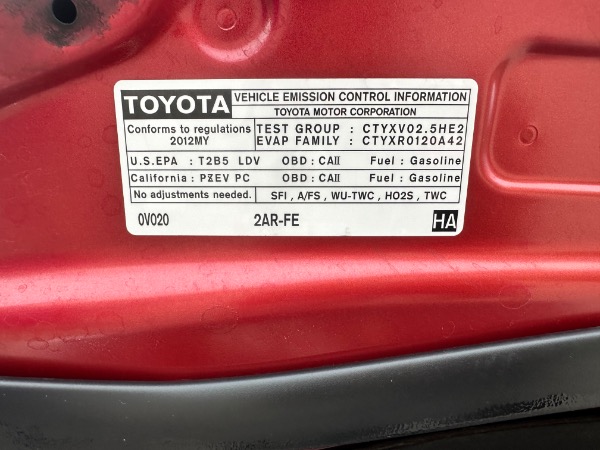 TOYOTA VEHICLE EMISSION CONTROL INFORMATION
TOYOTA MOTOR CORPORATION
Conforms to regulations
2012MY
TEST GROUP : CTYXV02.5HE2
EVAP FAMILY : CTYXR0120A42
U.S.EPA : T2B5 LDV OBD : CAII Fuel : Gasoline
California : PZEV PC OBD : CAII Fuel : Gasoline
No adjustments needed. SFI , A/FS , WU-TWC , HO2S , TWC
0V020 2AR-FE HA